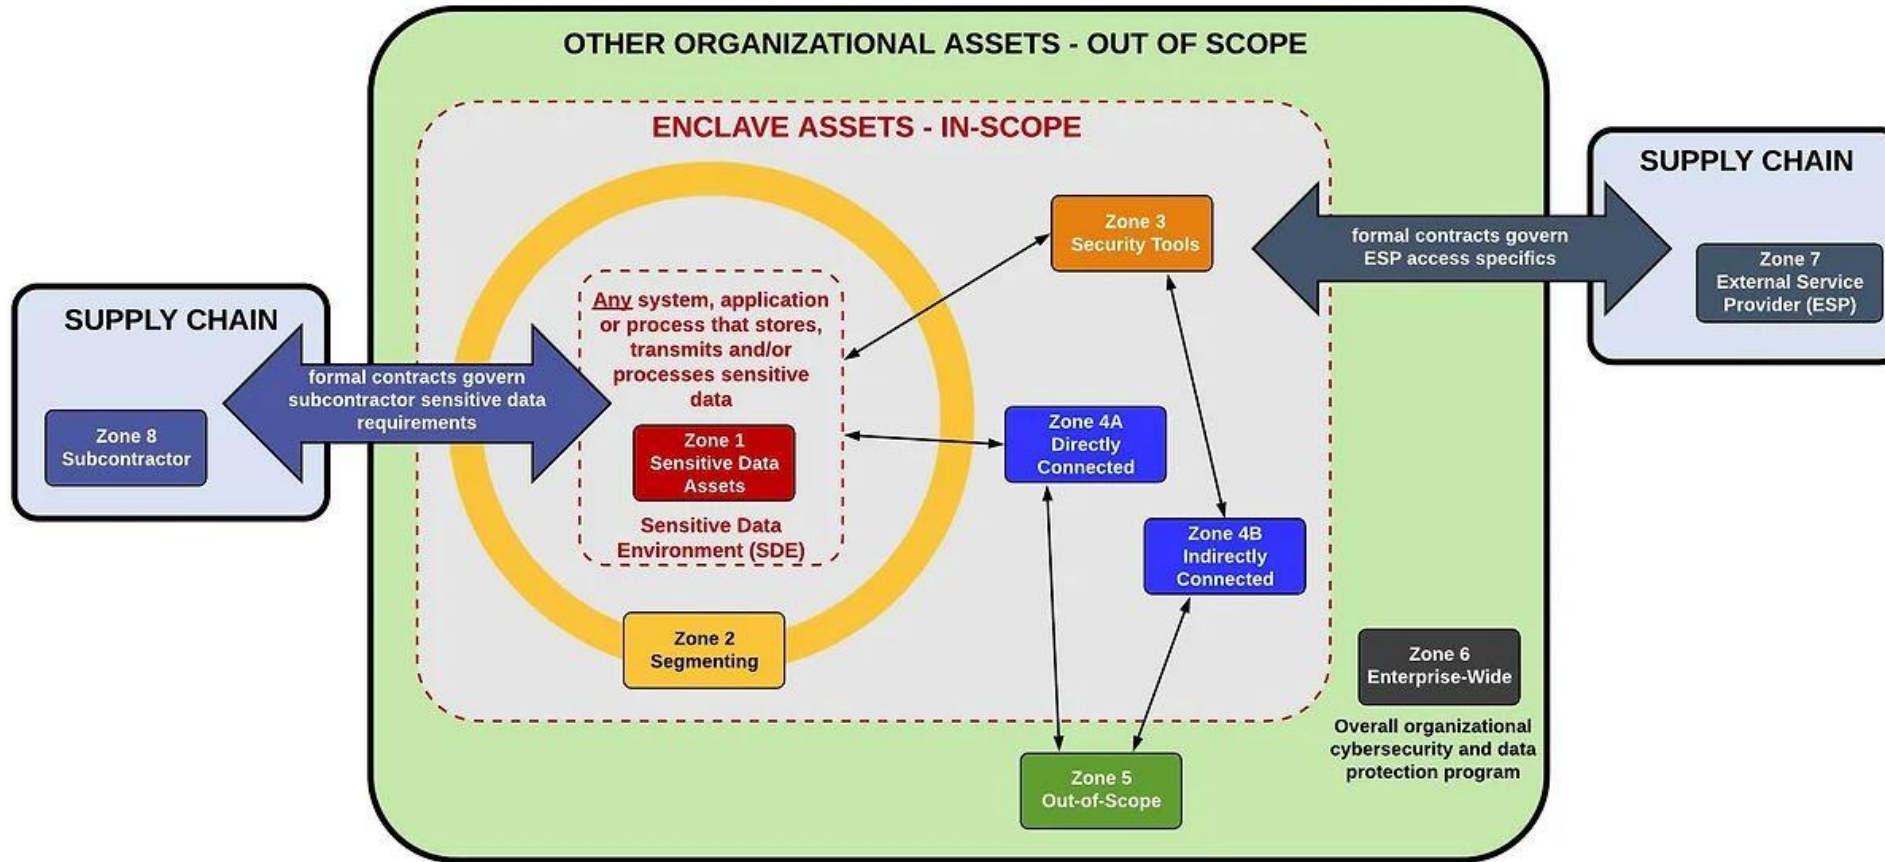 OTHER ORGANIZATIONAL ASSETS - OUT OF SCOPE
ENCLAVE ASSETS - IN-SCOPE
SUPPLY CHAIN
formal contracts govern
subcontractor sensitive data
requirements
Zone 8
Subcontractor
Any system, application
or process that stores,
transmits and/or
processes sensitive
data
Zone 1
Sensitive Data
Assets
Sensitive Data
Environment (SDE)
Zone 2
Segmenting
Zone 3
Security Tools
Zone 4A
Directly
Connected
Zone 4B
Indirectly
Connected
Zone 5
Out-of-Scope
Zone 6
Enterprise-Wide
Overall organizational
cybersecurity and data
protection program
formal contracts govern
ESP access specifics
SUPPLY CHAIN
Zone 7
External Service
Provider (ESP)